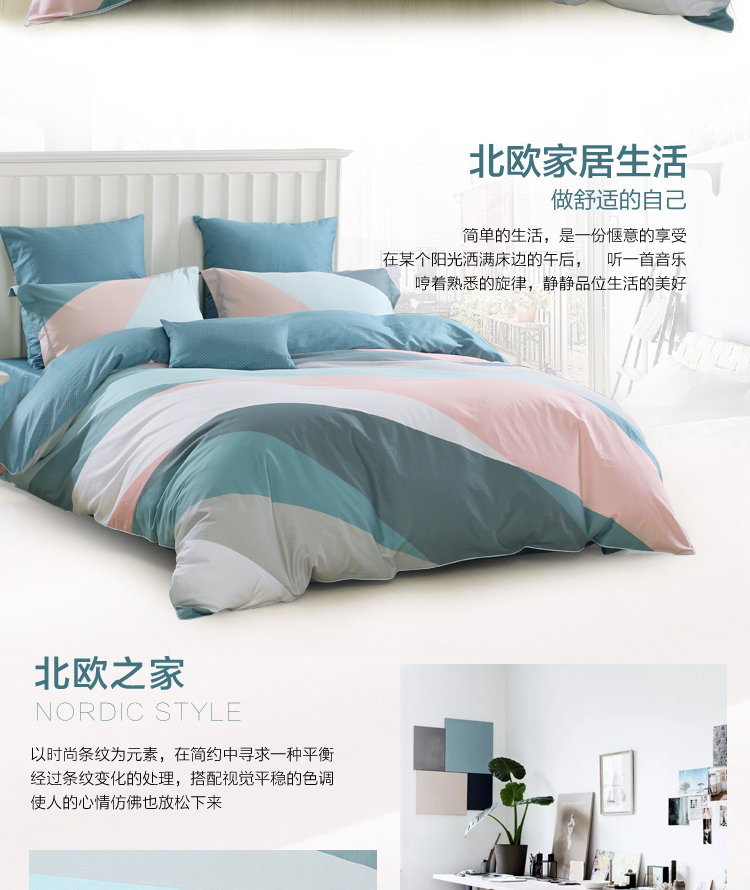 北欧家居生活
做舒适的自己
简单的生活，是一份惬意的享受
在某个阳光洒满床边的午后， 听一首音乐
哼着熟悉的旋律，静静品位生活的美好
北欧之家
NORDIC STYLE
以时尚条纹为元素，在简约中寻求一种平衡
经过条纹变化的处理，搭配视觉平稳的色调
使人的心情仿佛也放松下来